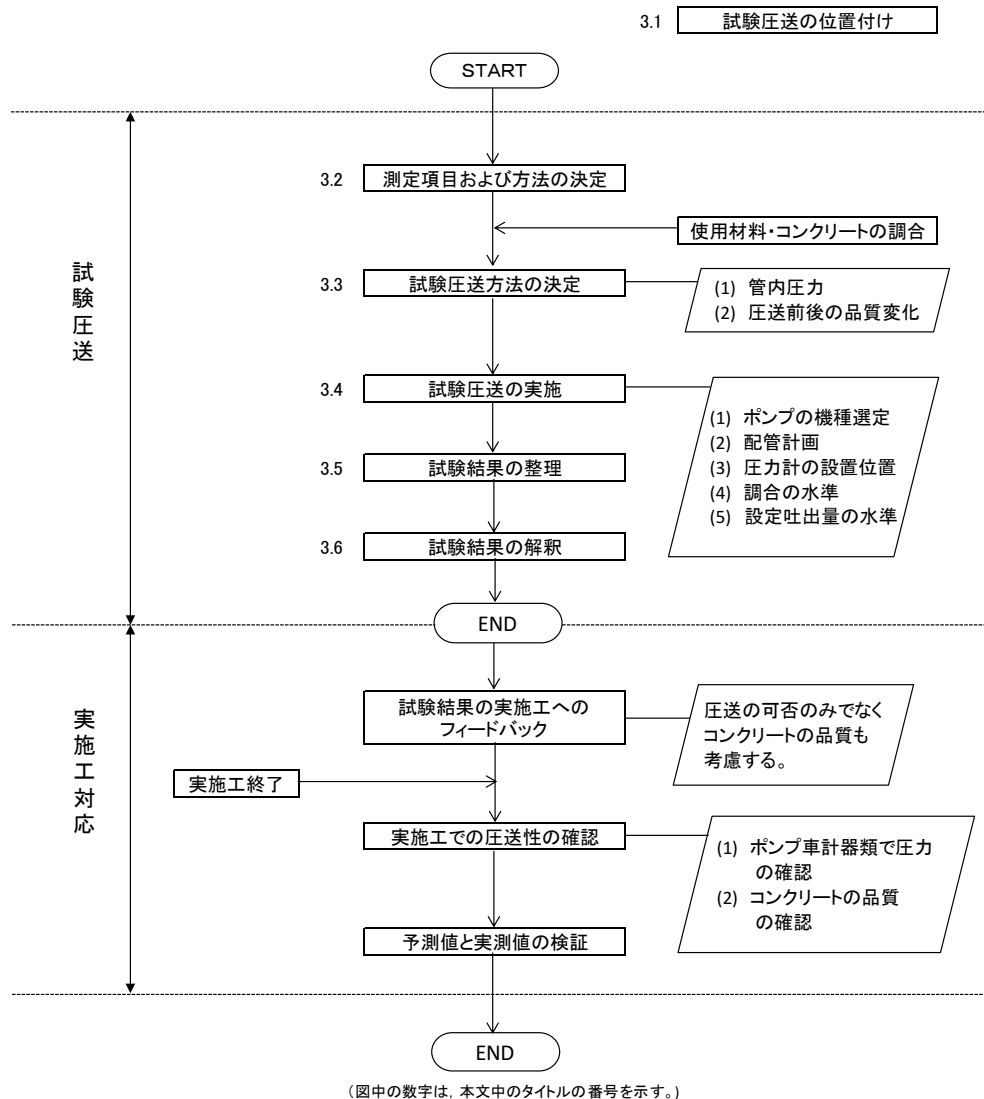 3.1 試験圧送の位置付け
START
試験圧送
3.2 測定項目および方法の決定
使用材料・コンクリートの調合
3.3 試験圧送方法の決定
(1) 管内圧力
(2) 圧送前後の品質変化
3.4 試験圧送の実施
(1) ポンプの機種選定
(2) 配管計画
(3) 圧力計の設置位置
(4) 調合の水準
(5) 設定吐出量の水準
3.5 試験結果の整理
3.6 試験結果の解釈
END
実施工対応
試験結果の実施工への
フィードバック
圧送の可否のみでなく
コンクリートの品質も
考慮する。
実施工終了
実施工での圧送性の確認
(1) ポンプ車計器類で圧力
の確認
(2) コンクリートの品質
の確認
予測値と実測値の検証
END
（図中の数字は，本文中のタイトルの番号を示す。）